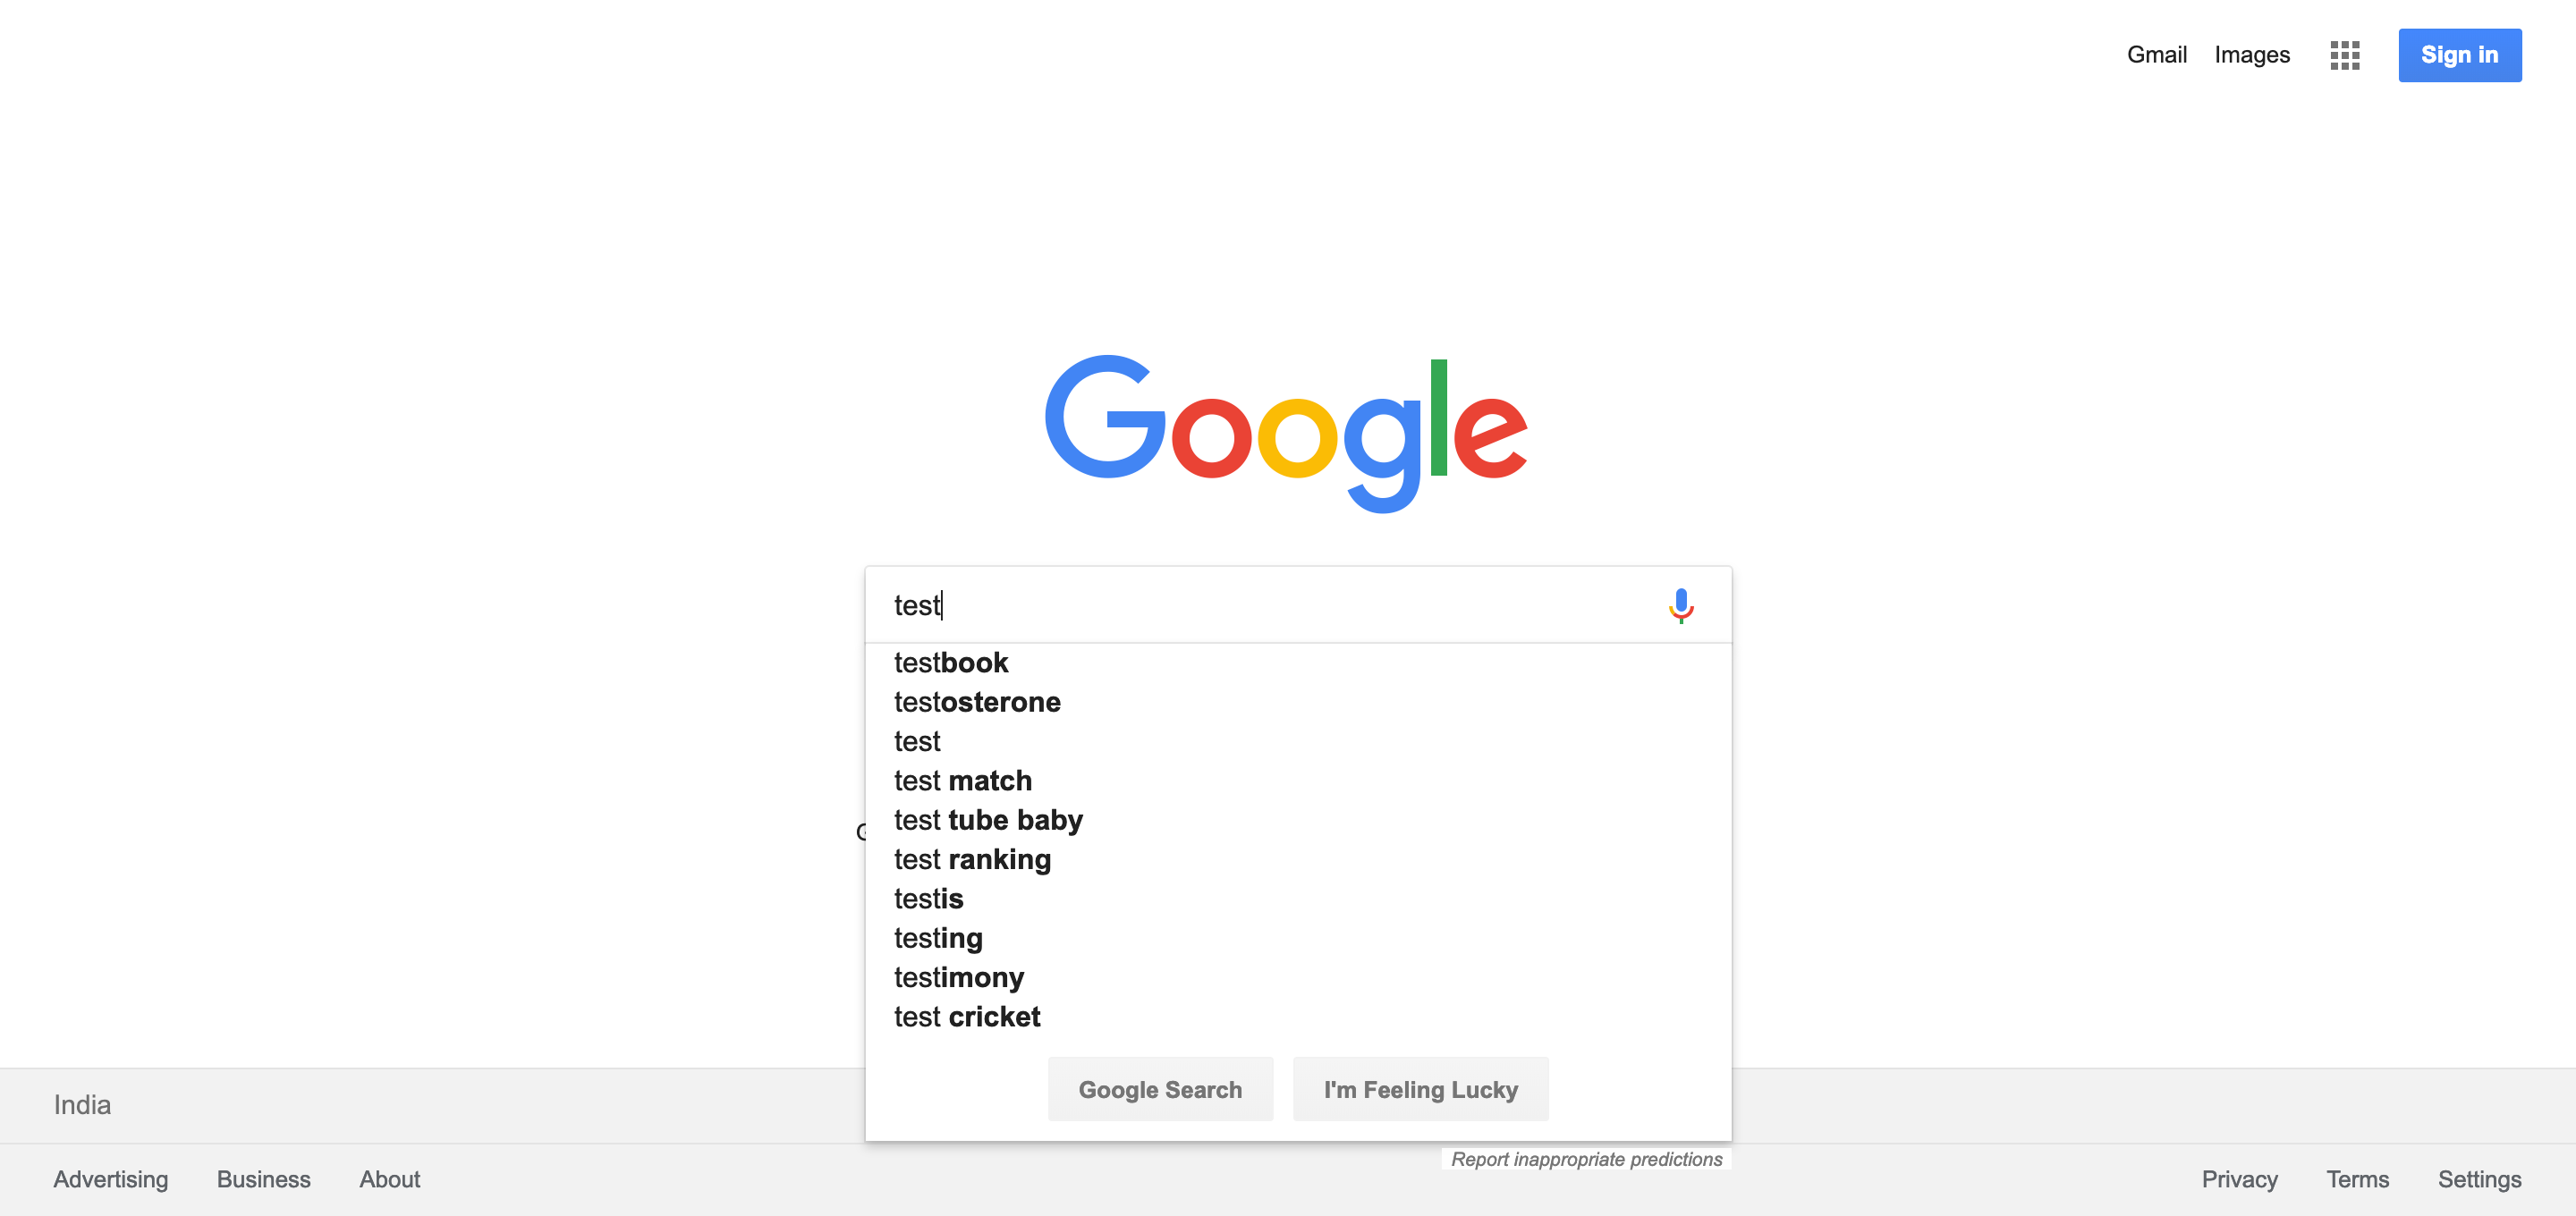 Gmail Images Sign in
Google
test
testbook
testosterone
test
test match
test tube baby
test ranking
testis
testing
testimony
test cricket
Google Search I'm Feeling Lucky
Report inappropriate predictions
India
Advertising Business About Privacy Terms Settings